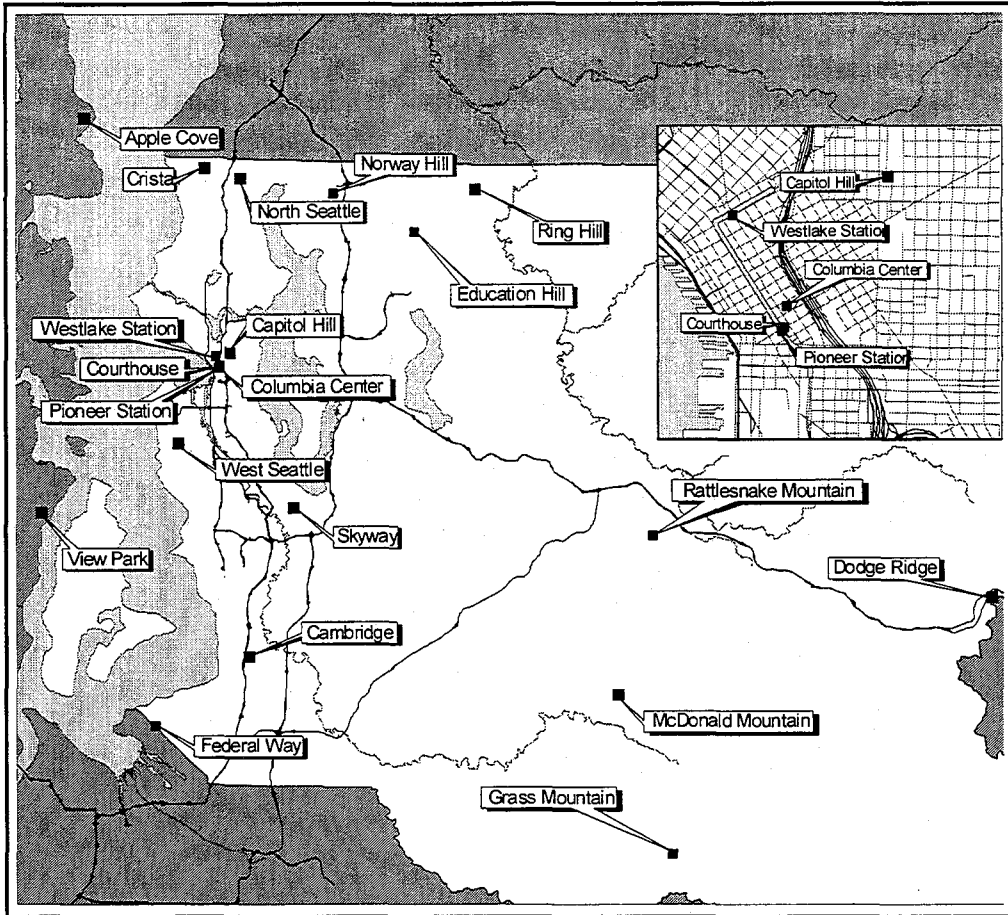 Apple Cove
Crista
North Seattle
Norway Hill
Ring Hill
Education Hill
Westlake Station
Capitol Hill
Courthouse
Columbia Center
Pioneer Station
West Seattle
Skyway
View Park
Cambridge
Federal Way
Rattlesnake Mountain
Dodge Ridge
McDonald Mountain
Grass Mountain
Capitol Hill
Westlake Station
Columbia Center
Courthouse
Pioneer Station